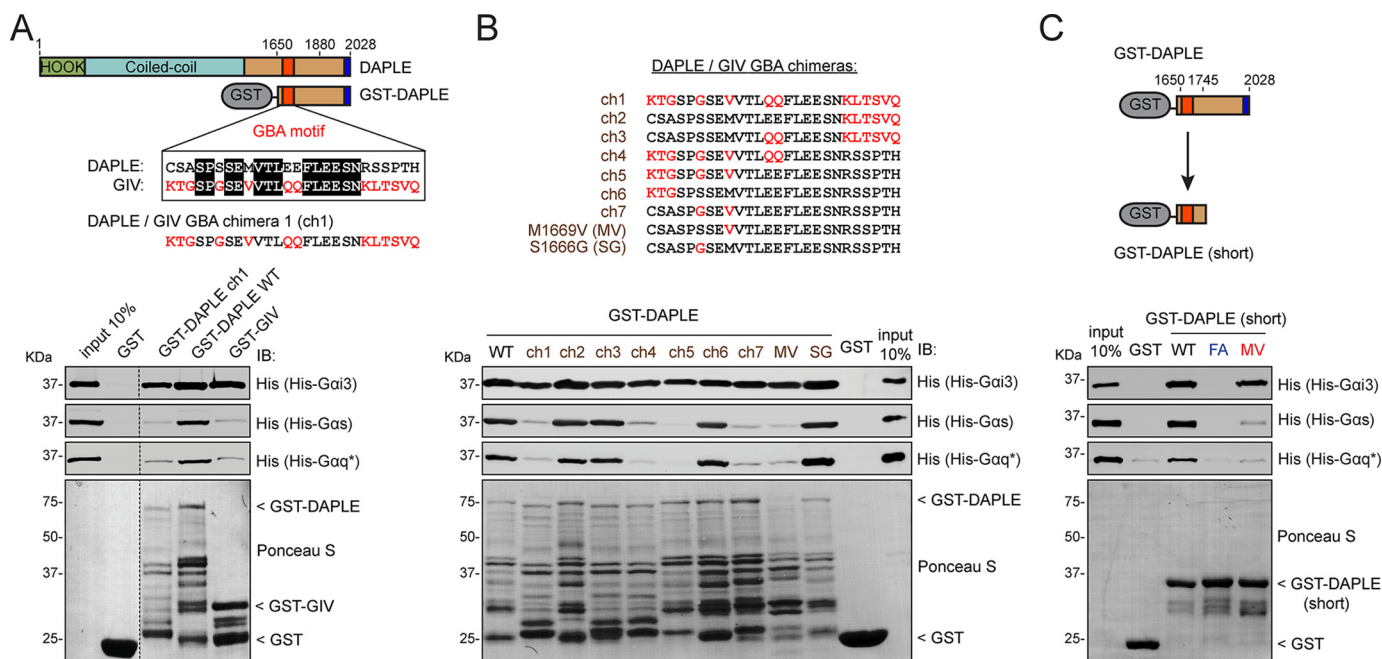 A
1
1650
1880
2028
HOOK
Coiled-coil
DAPLE
GST
GST-DAPLE
GBA motif
DAPLE: CSASPSSEMVTLEEFLEESNRSSPTH
GIV: KTGSPGSEVVTLQQFLEESNKLTSVQ
DAPLE / GIV GBA chimera 1 (ch1)
KTGSPGSEVVTLQQFLEESNKLTSVQ
input 10%
GST
GST-DAPLE ch1
GST-DAPLE WT
GST-GIV
KDa
IB:
37-
His (His-Gαi3)
37-
His (His-Gαs)
37-
His (His-Gαq*)
75-
< GST-DAPLE
50-
Ponceau S
37-
< GST-GIV
25-
< GST
B
DAPLE / GIV GBA chimeras:
ch1 KTGSPGSEVVTLQQFLEESNKLTSVQ
ch2 CSASPSSEMVTLEEFLEESNKLTSVQ
ch3 CSASPSSEMVTLQQFLEESNKLTSVQ
ch4 KTGSPGSEVVTLQQFLEESNRSSPTH
ch5 KTGSPGSEVVTLEEFLEESNRSSPTH
ch6 KTGSPSSEMVTLEEFLEESNRSSPTH
ch7 CSASPGSEVVTLEEFLEESNRSSPTH
M1669V (MV) CSASPSSEVVTLEEFLEESNRSSPTH
S1666G (SG) CSASPGSEMVTLEEFLEESNRSSPTH
GST-DAPLE
KDa
WT ch1 ch2 ch3 ch4 ch5 ch6 ch7 MV SG GST
input 10%
IB:
37-
His (His-Gαi3)
37-
His (His-Gαs)
37-
His (His-Gαq*)
75-
< GST-DAPLE
50-
37-
Ponceau S
25-
< GST
C
GST-DAPLE
1650
1745
2028
GST
GST
GST-DAPLE (short)
GST-DAPLE (short)
input 10%
KDa
GST WT FA MV
IB:
37-
His (His-Gαi3)
37-
His (His-Gαs)
37-
His (His-Gαq*)
75-
50-
Ponceau S
37-
< GST-DAPLE
(short)
25-
< GST